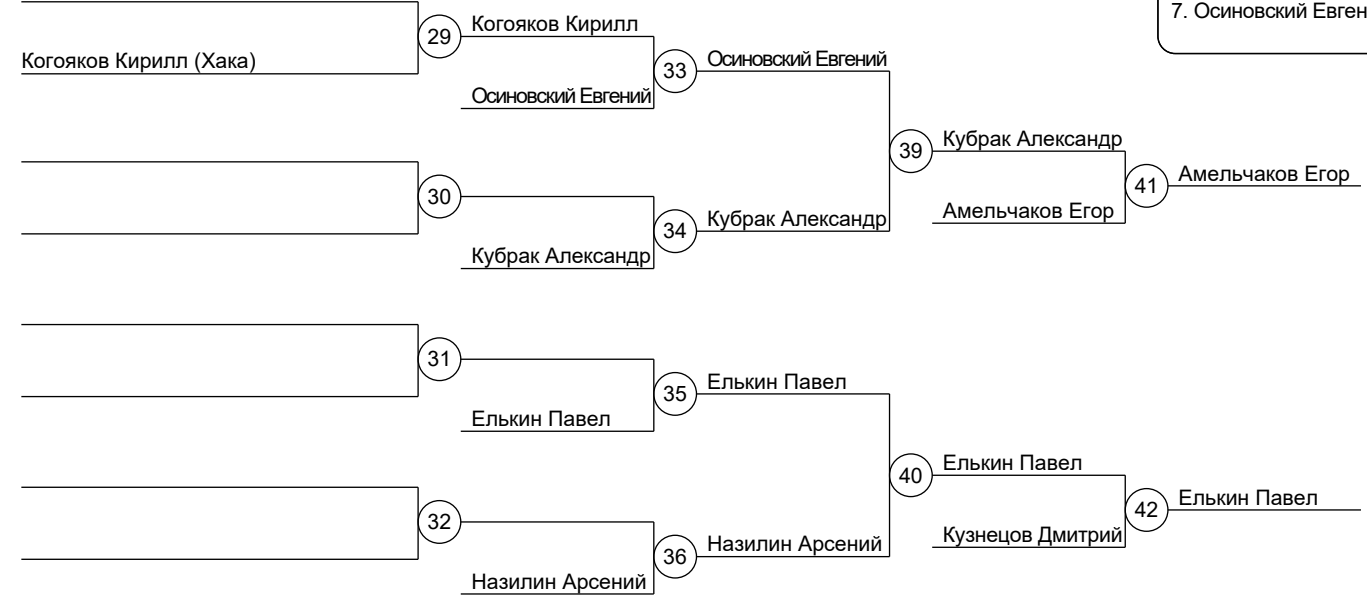 7. Осиновский Евген
29
Когояков Кирилл
Когояков Кирилл (Хака)
33
Осиновский Евгений
Осиновский Евгений
39
Кубрак Александр
41
Амельчаков Егор
30
Амельчаков Егор
34
Кубрак Александр
Кубрак Александр
31
35
Елькин Павел
Елькин Павел
40
Елькин Павел
42
Елькин Павел
32
Кузнецов Дмитрий
36
Назилин Арсений
Назилин Арсений